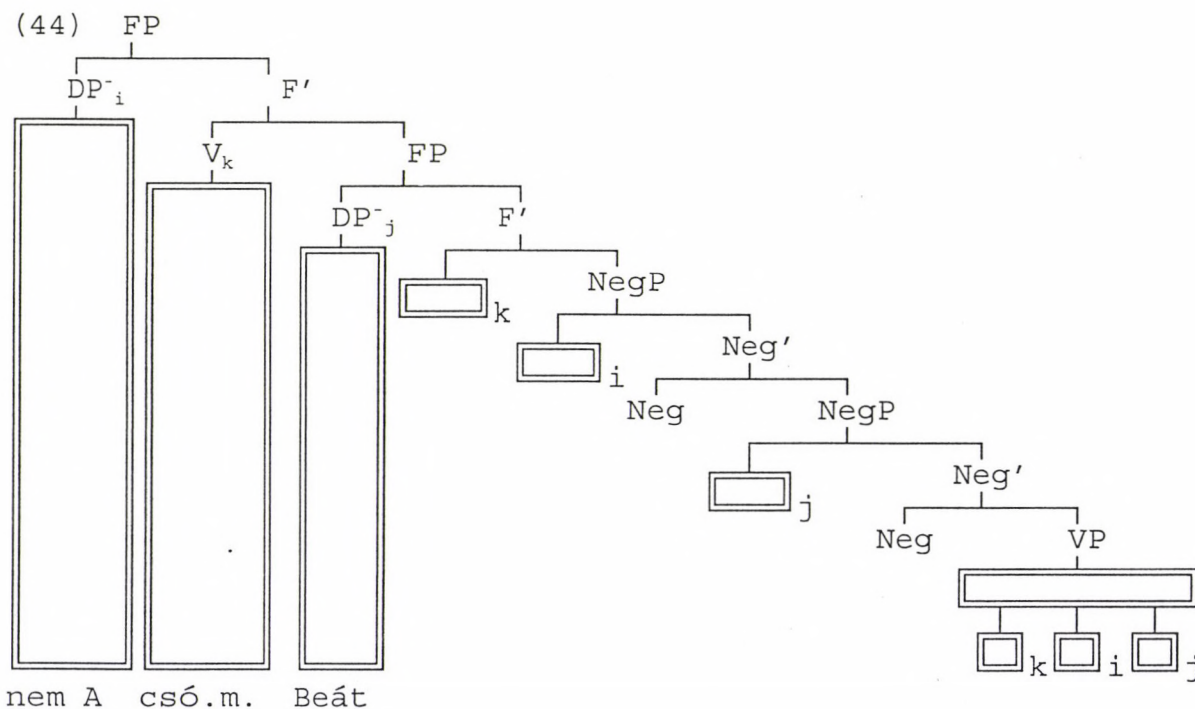 (44) FP
DP⁻ᵢ F′
Vₖ FP
DP⁻ⱼ F′
k NegP
i Neg′
Neg NegP
j Neg′
Neg VP
k i j
nem A csó.m. Beát